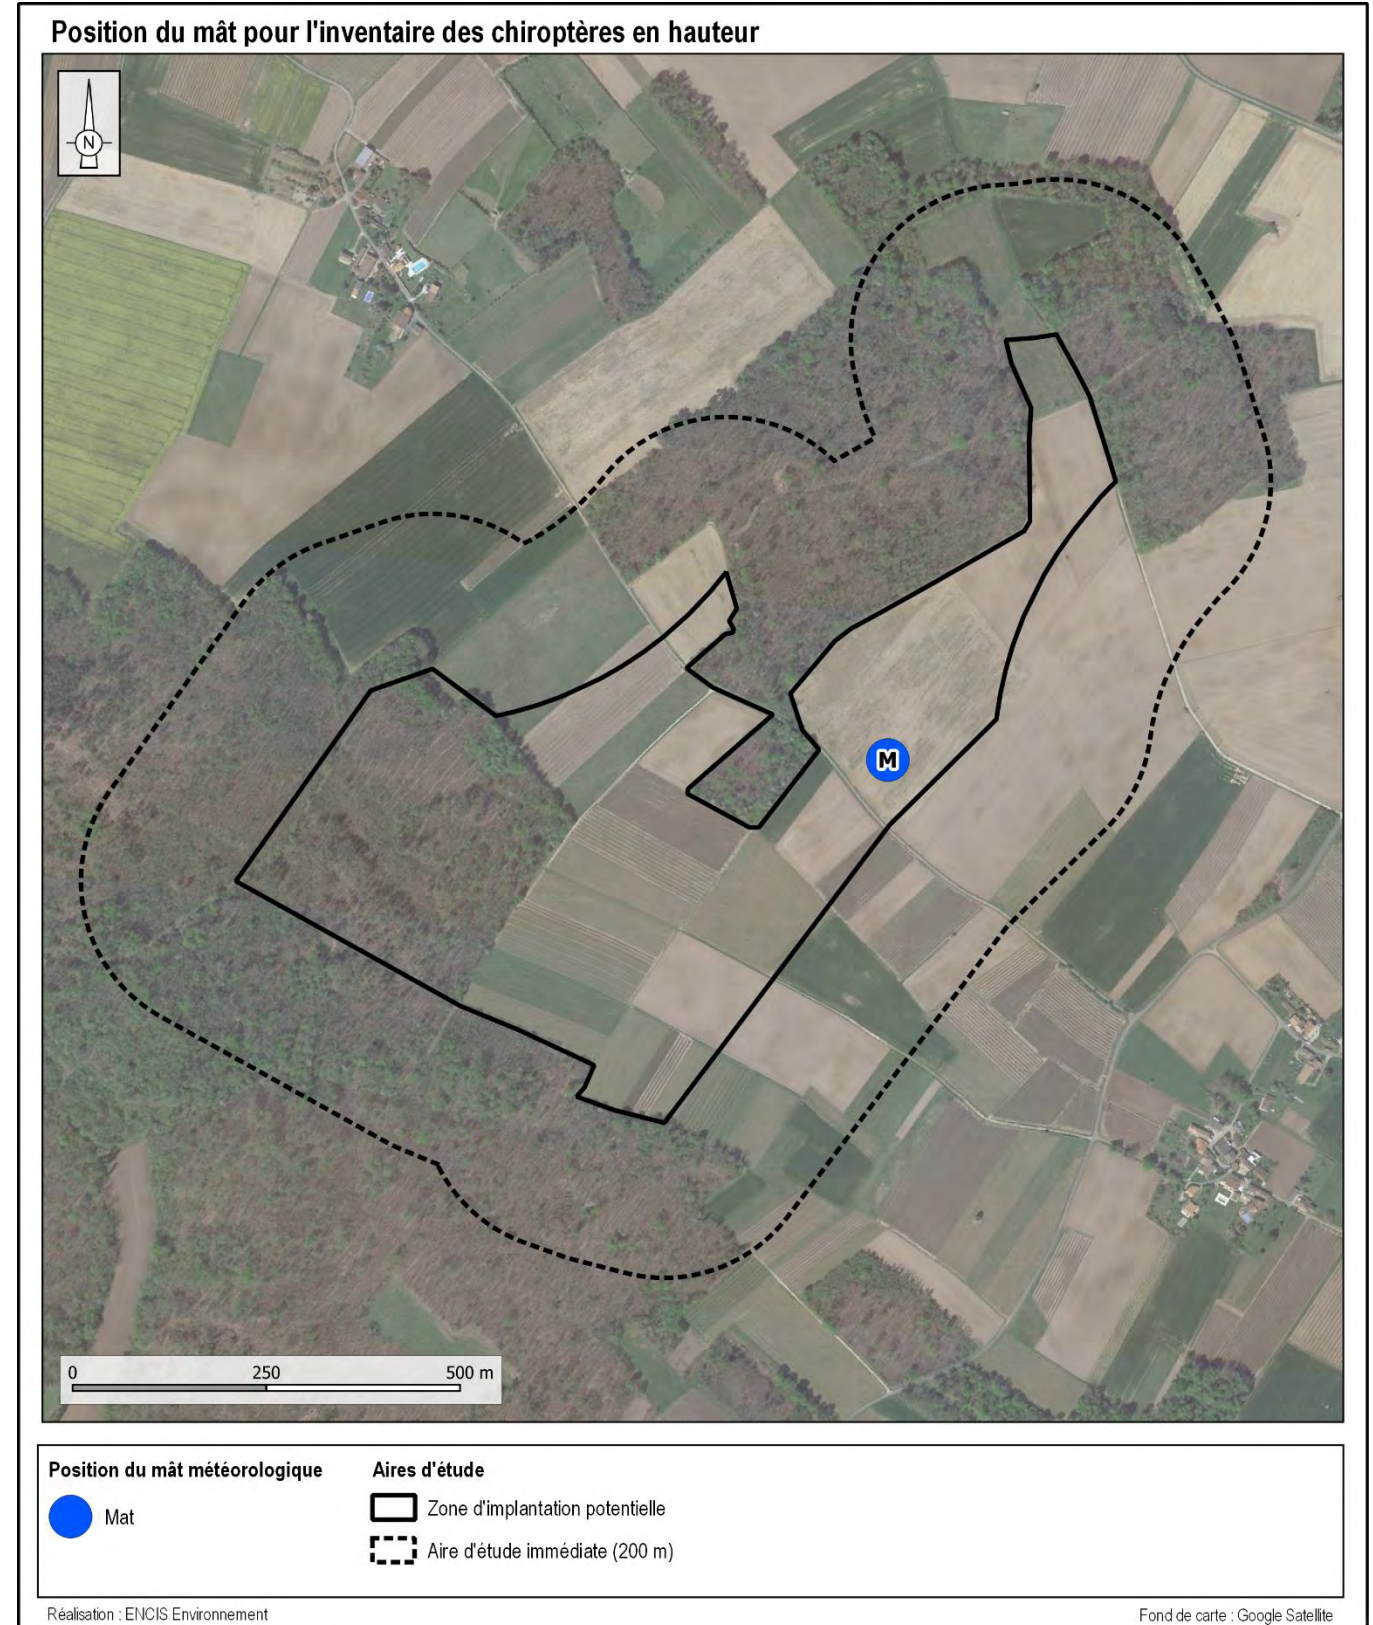 Position du mât pour l'inventaire des chiroptères en hauteur
N
M
0 250 500 m
Position du mât météorologique
Mat
Aires d'étude
Zone d'implantation potentielle
Aire d'étude immédiate (200 m)
Réalisation : ENCIS Environnement
Fond de carte : Google Satellite